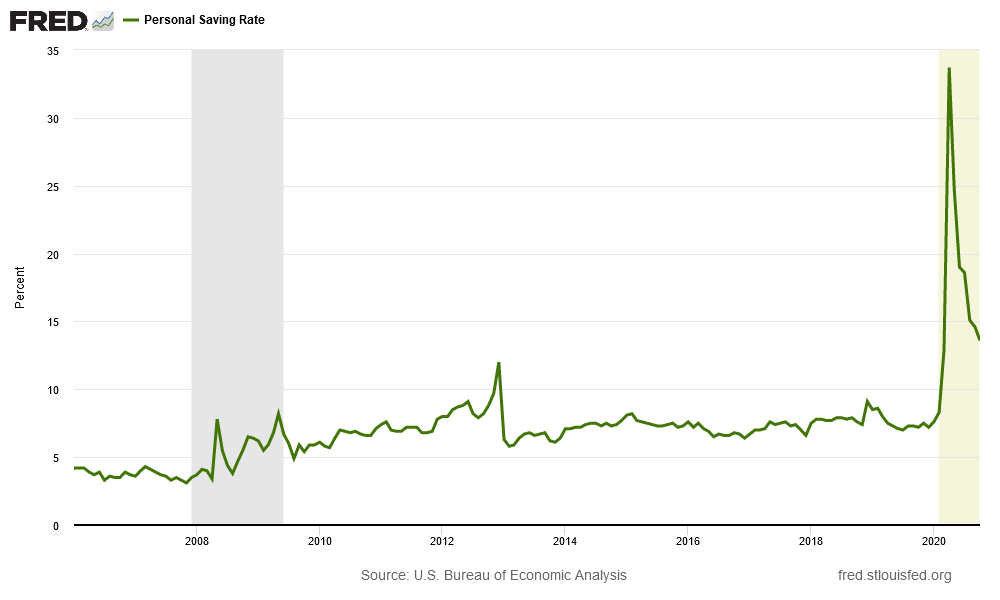 FRED Personal Saving Rate
35
30
25
20
15
10
5
0
Percent
2008 2010 2012 2014 2016 2018 2020
Source: U.S. Bureau of Economic Analysis fred.stlouisfed.org